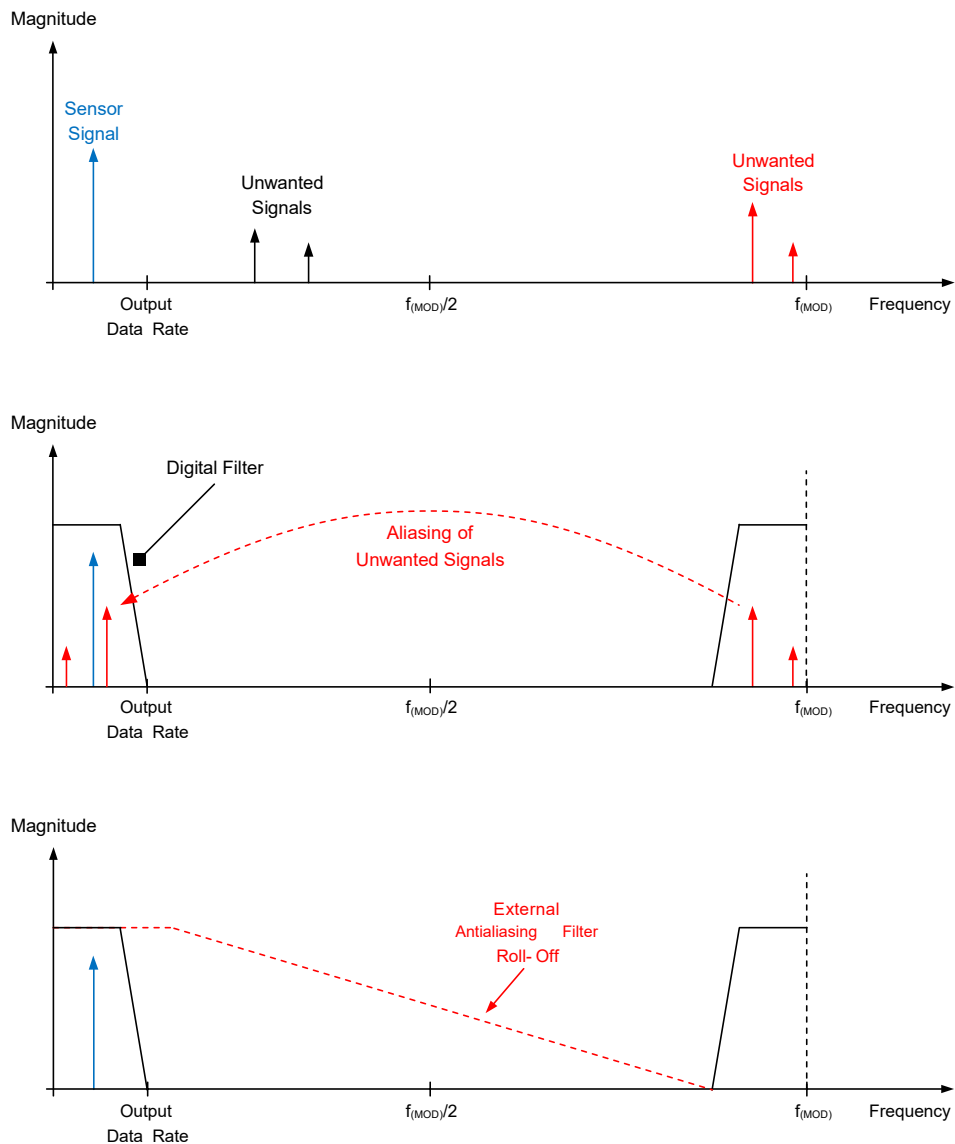 Magnitude
Sensor
Signal
Unwanted
Signals
Unwanted
Signals
Output
Data Rate
f(MOD)/2
f(MOD)
Frequency
Magnitude
Digital Filter
Aliasing of
Unwanted Signals
Output
Data Rate
f(MOD)/2
f(MOD)
Frequency
Magnitude
External
Antialiasing Filter
Roll- Off
Output
Data Rate
f(MOD)/2
f(MOD)
Frequency